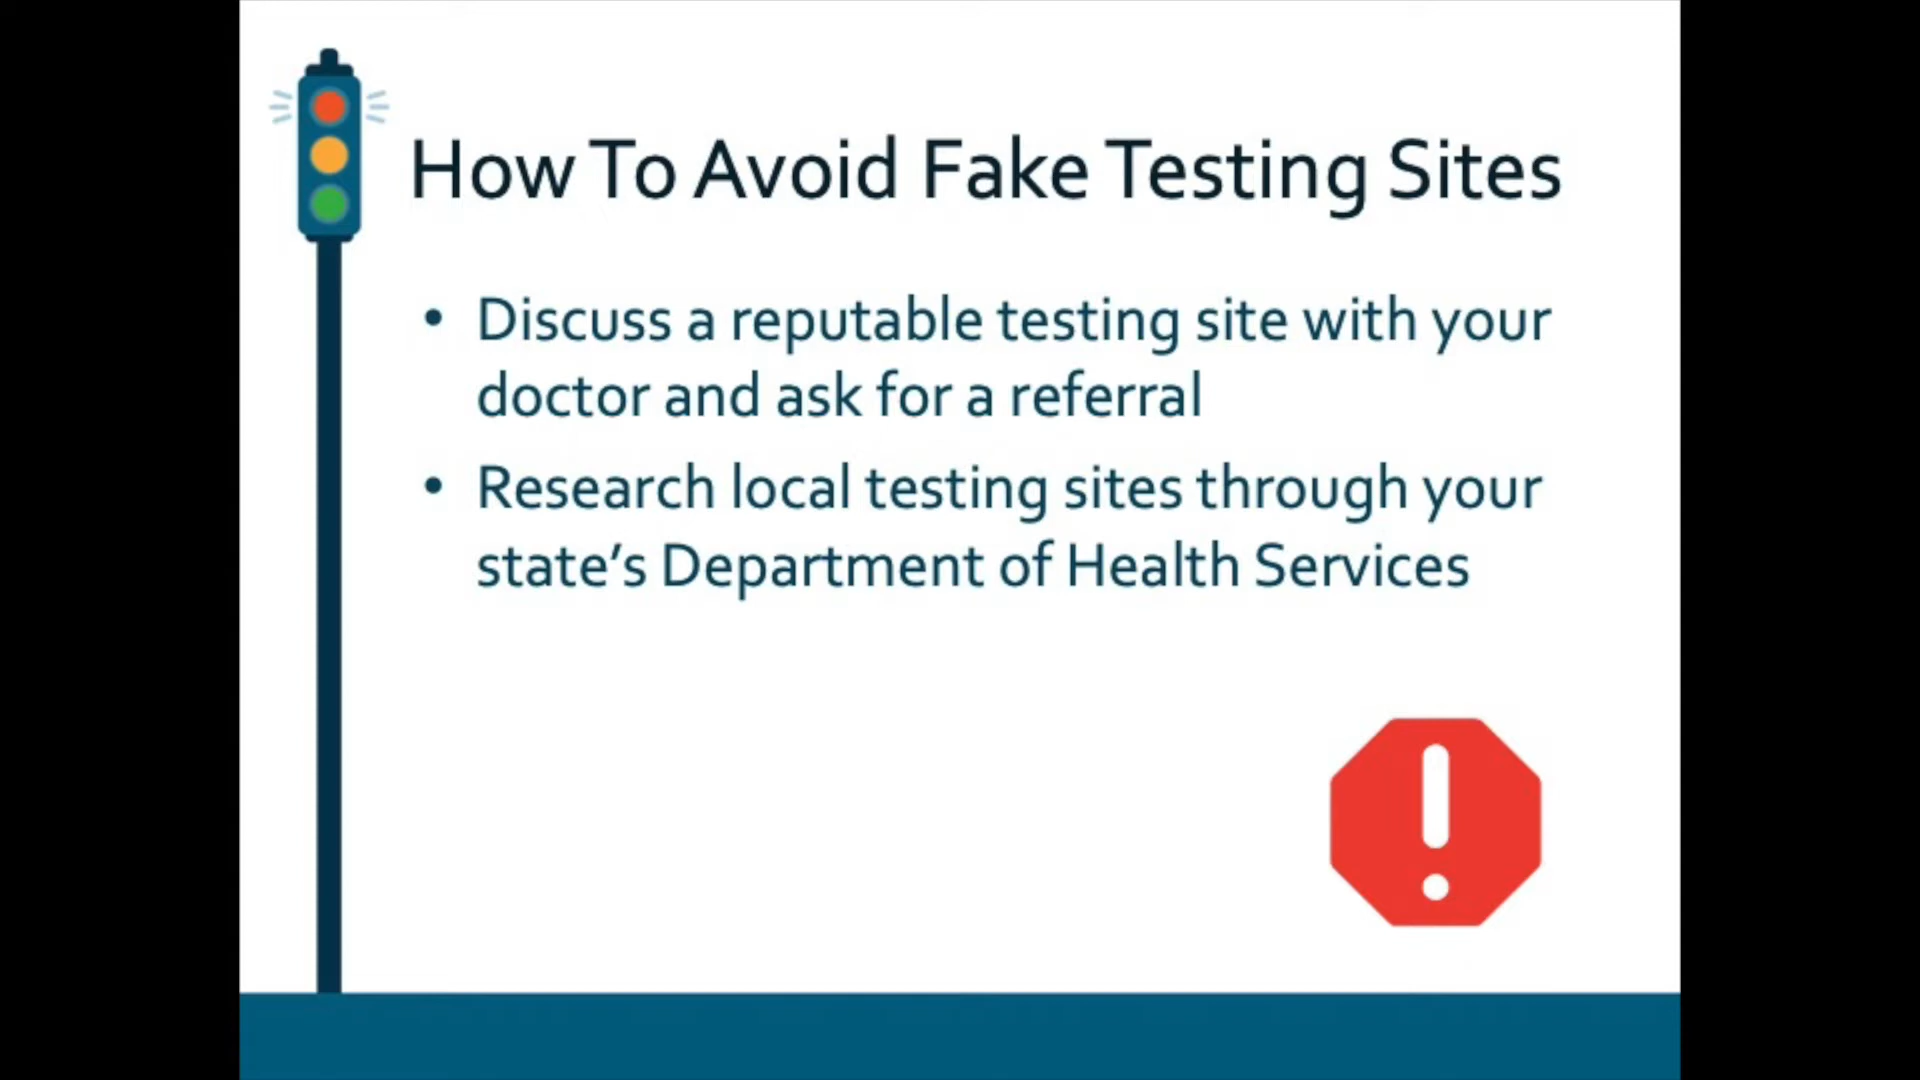 How To Avoid Fake Testing Sites
• Discuss a reputable testing site with your
doctor and ask for a referral
• Research local testing sites through your
state’s Department of Health Services